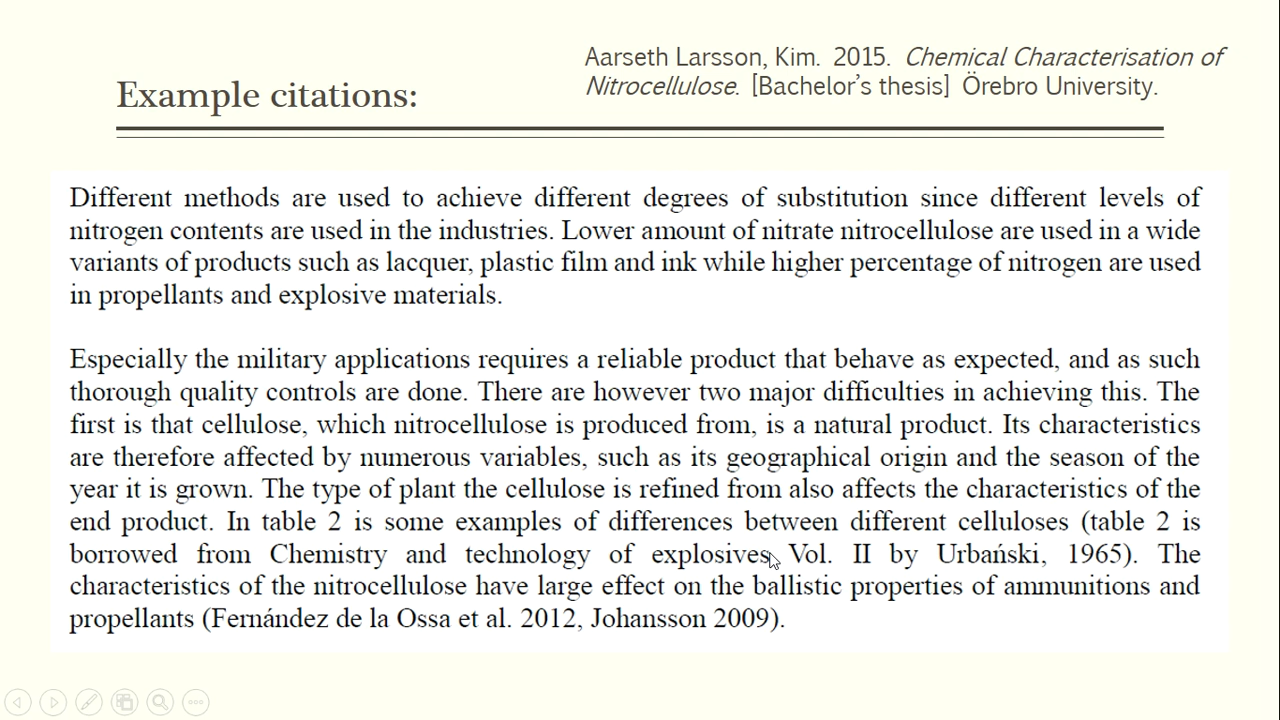 Aarseth Larsson, Kim. 2015. Chemical Characterisation of
Nitrocellulose. [Bachelor's thesis] Örebro University.
Example citations:
Different methods are used to achieve different degrees of substitution since different levels of
nitrogen contents are used in the industries. Lower amount of nitrate nitrocellulose are used in a wide
variants of products such as lacquer, plastic film and ink while higher percentage of nitrogen are used
in propellants and explosive materials.
Especially the military applications requires a reliable product that behave as expected, and as such
thorough quality controls are done. There are however two major difficulties in achieving this. The
first is that cellulose, which nitrocellulose is produced from, is a natural product. Its characteristics
are therefore affected by numerous variables, such as its geographical origin and the season of the
year it is grown. The type of plant the cellulose is refined from also affects the characteristics of the
end product. In table 2 is some examples of differences between different celluloses (table 2 is
borrowed from Chemistry and technology of explosives, Vol. II by Urbański, 1965). The
characteristics of the nitrocellulose have large effect on the ballistic properties of ammunitions and
propellants (Fernández de la Ossa et al. 2012, Johansson 2009).